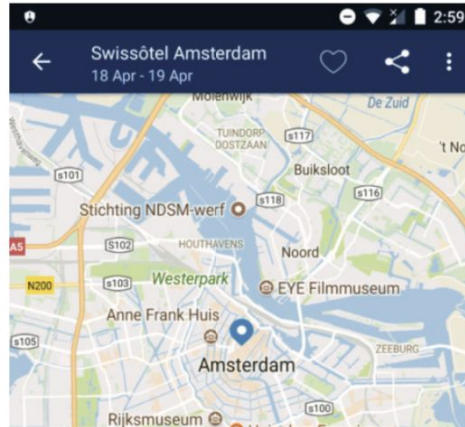 2:59
Swissôtel Amsterdam
18 Apr - 19 Apr
Molenwijk
De Zuid
TUINDORP
OOSTZAAN
s117
't No
Buiksloot
s101
s116
s118
Stichting NDSM-werf
A5
S102
HOUTHAVENS
Noord
N200
s103
Westerpark
EYE Filmmuseum
Anne Frank Huis
s105
ZEEBURG
Amsterdam
s100
Rijksmuseum